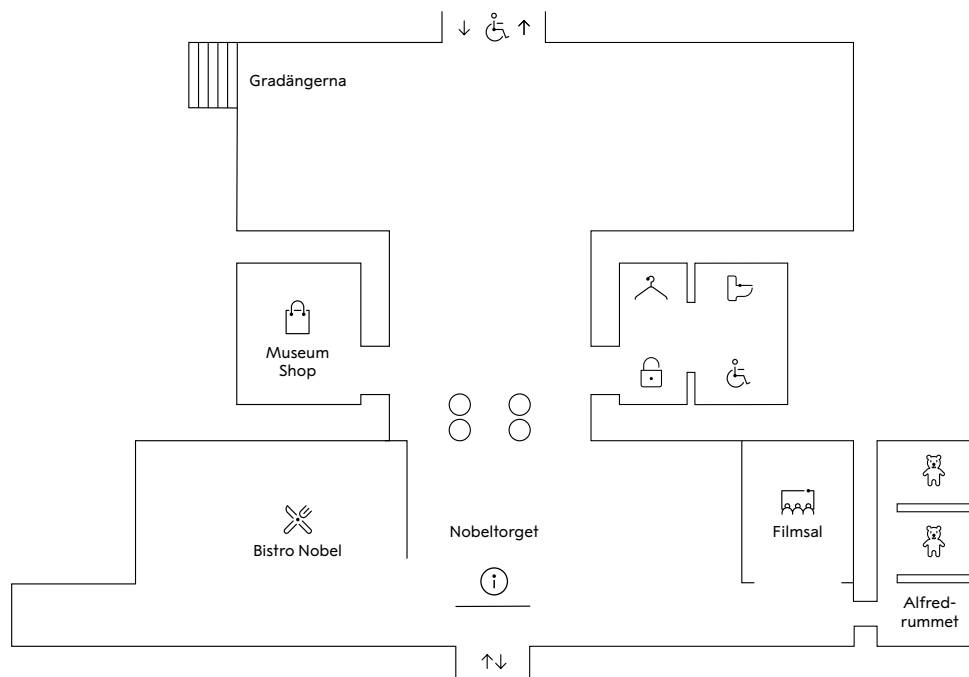 Gradängerna
Museum
Shop
Nobeltorget
Bistro Nobel
Filmsal
Alfred-
rummet